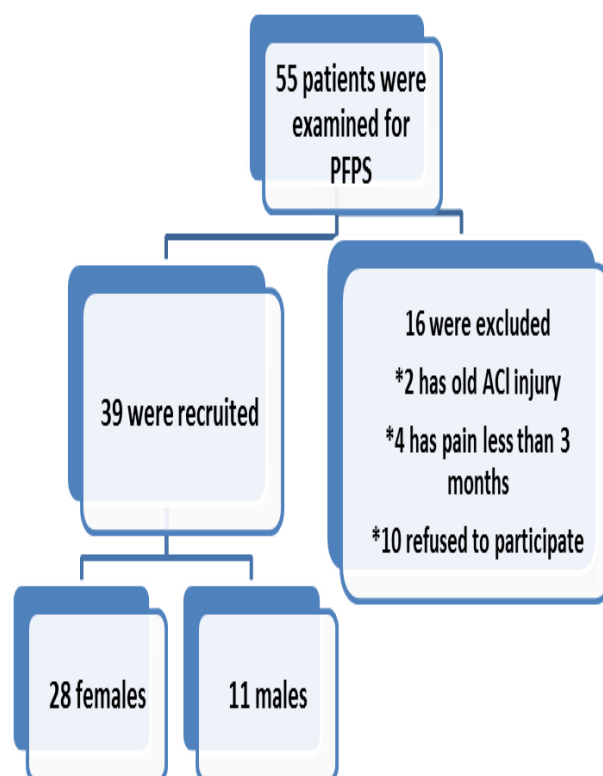 55 patients were
examined for
PFPS
39 were recruited
16 were excluded
*2 has old ACl injury
*4 has pain less than 3
months
*10 refused to participate
28 females
11 males